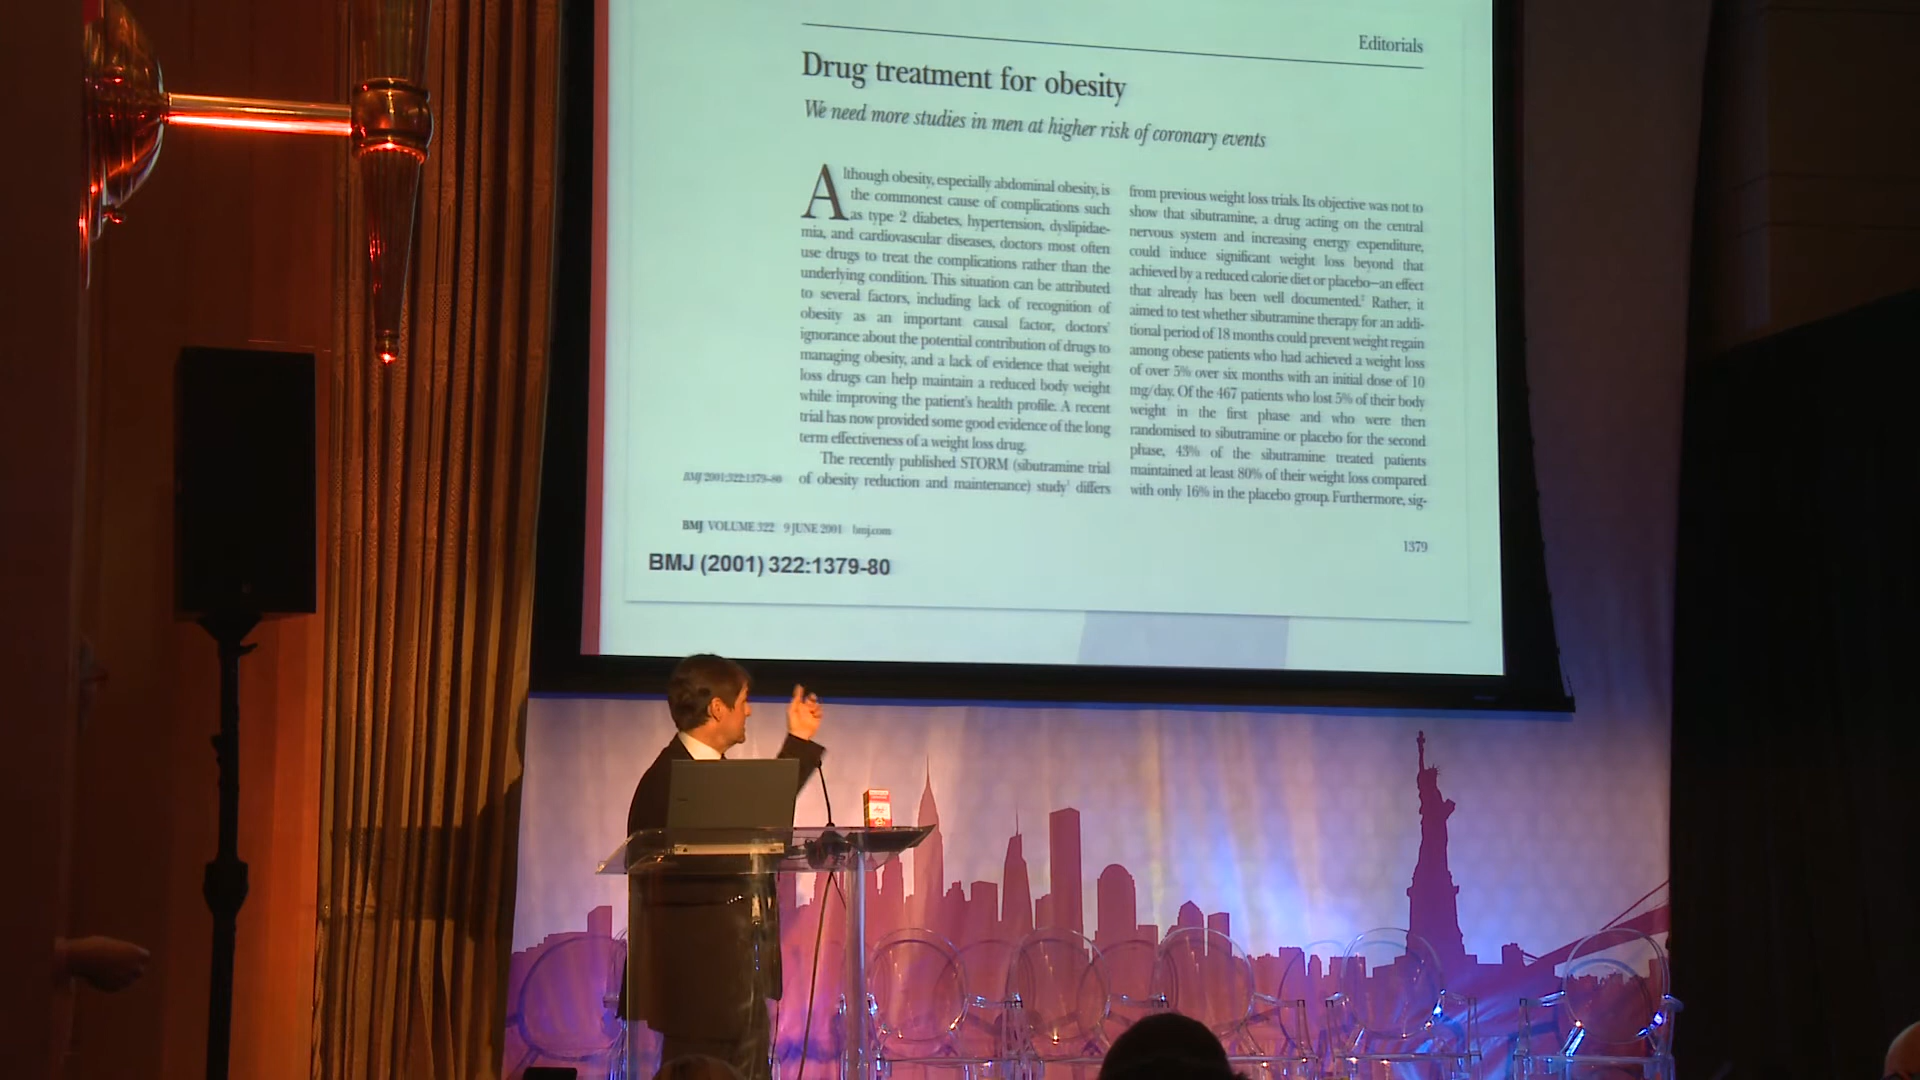 Editorials
Drug treatment for obesity
We need more studies in men at higher risk of coronary events
Although obesity, especially abdominal obesity, is
the commonest cause of complications such
as type 2 diabetes, hypertension, dyslipidae-
mia, and cardiovascular diseases, doctors most often
use drugs to treat the complications rather than the
underlying condition. This situation can be attributed
to several factors, including lack of recognition of
obesity as an important causal factor, doctors'
ignorance about the potential contribution of drugs to
managing obesity, and a lack of evidence that weight
loss drugs can help maintain a reduced body weight
while improving the patient's health profile. A recent
trial has now provided some good evidence of the long
term effectiveness of a weight loss drug.
The recently published STORM (sibutramine trial
of obesity reduction and maintenance) study¹ differs
from previous weight loss trials. Its objective was not to
show that sibutramine, a drug acting on the central
nervous system and increasing energy expenditure,
could induce significant weight loss beyond that
achieved by a reduced calorie diet or placebo—an effect
that already has been well documented.² Rather, it
aimed to test whether sibutramine therapy for an addi-
tional period of 18 months could prevent weight regain
among obese patients who had achieved a weight loss
of over 5% over six months with an initial dose of 10
mg/day. Of the 467 patients who lost 5% of their body
weight in the first phase and who were then
randomised to sibutramine or placebo for the second
phase, 43% of the sibutramine treated patients
maintained at least 80% of their weight loss compared
with only 16% in the placebo group. Furthermore, sig-
BMJ 2001;322:1379–80
BMJ VOLUME 322 9 JUNE 2001 bmj.com
1379
BMJ (2001) 322:1379-80